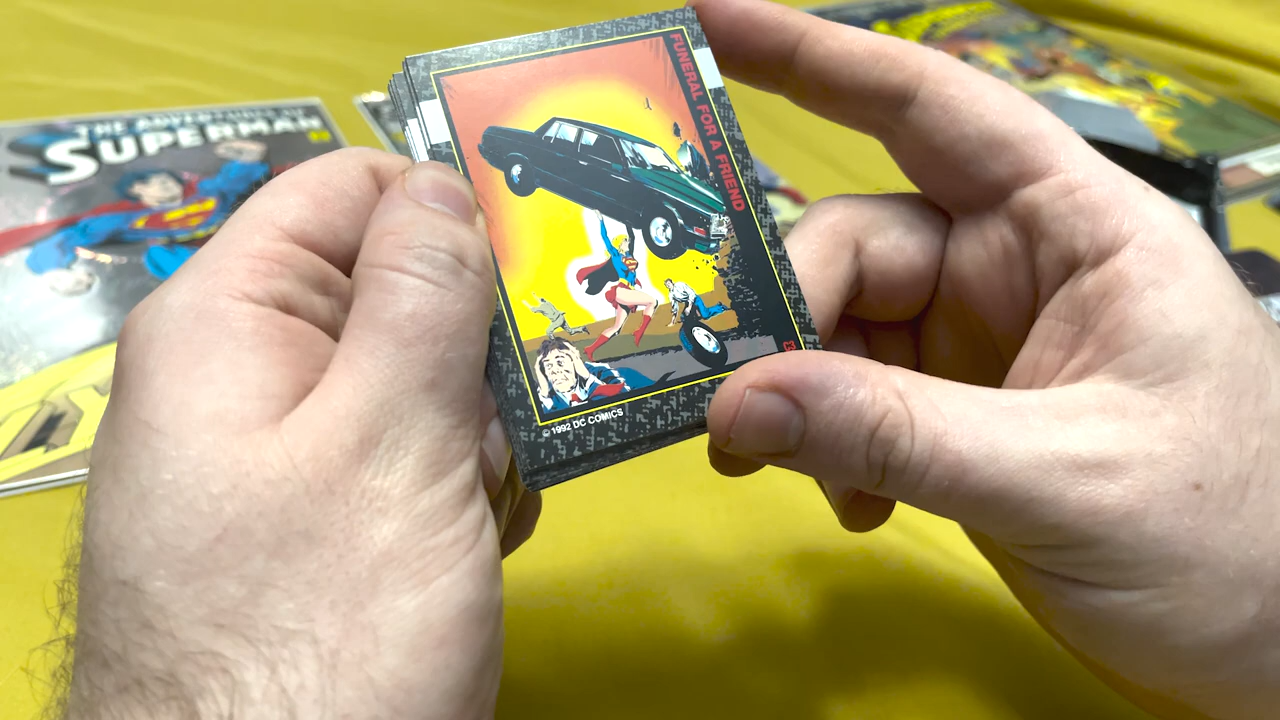 THE ADVENTURES OF
SUPERMAN
FUNERAL FOR A FRIEND
© 1992 DC COMICS